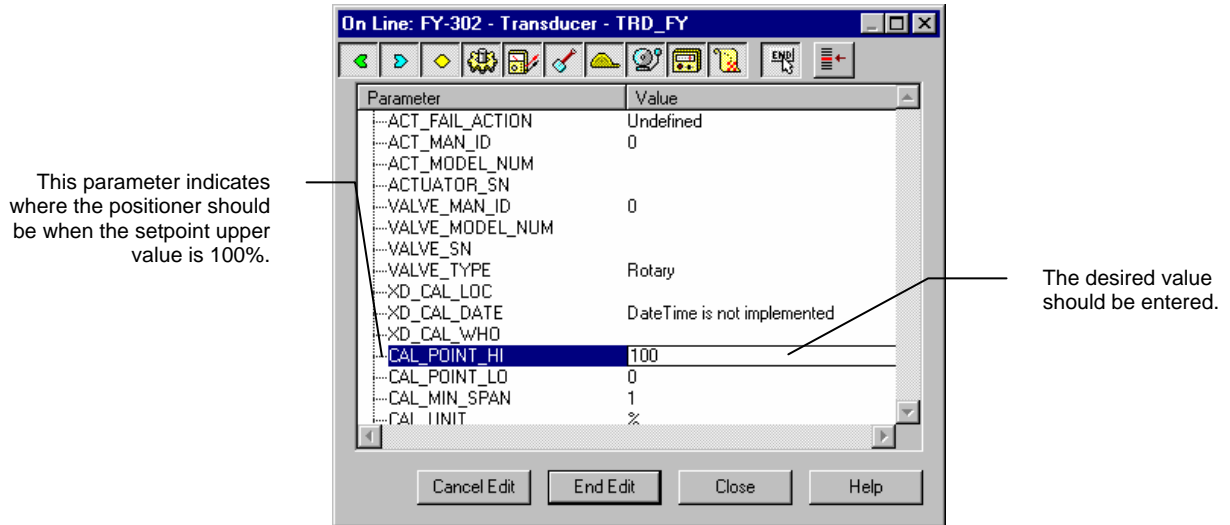 On Line: FY-302 - Transducer - TRD_FY
END
Parameter Value
ACT_FAIL_ACTION Undefined
ACT_MAN_ID 0
ACT_MODEL_NUM
ACTUATOR_SN
VALVE_MAN_ID 0
VALVE_MODEL_NUM
VALVE_SN
VALVE_TYPE Rotary
XD_CAL_LOC
XD_CAL_DATE DateTime is not implemented
XD_CAL_WHO
CAL_POINT_HI 100
CAL_POINT_LO 0
CAL_MIN_SPAN 1
CAL_UNIT %
Cancel Edit End Edit Close Help
This parameter indicates
where the positioner should
be when the setpoint upper
value is 100%.
The desired value
should be entered.